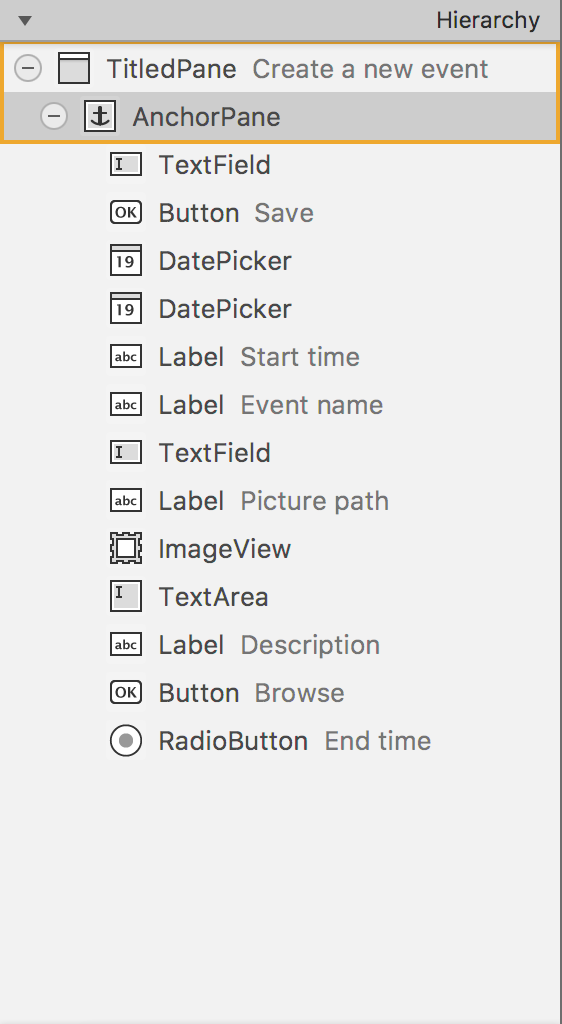 Hierarchy
TitledPane Create a new event
AnchorPane
TextField
OK Button Save
19 DatePicker
19 DatePicker
abc Label Start time
abc Label Event name
TextField
abc Label Picture path
ImageView
TextArea
abc Label Description
OK Button Browse
RadioButton End time